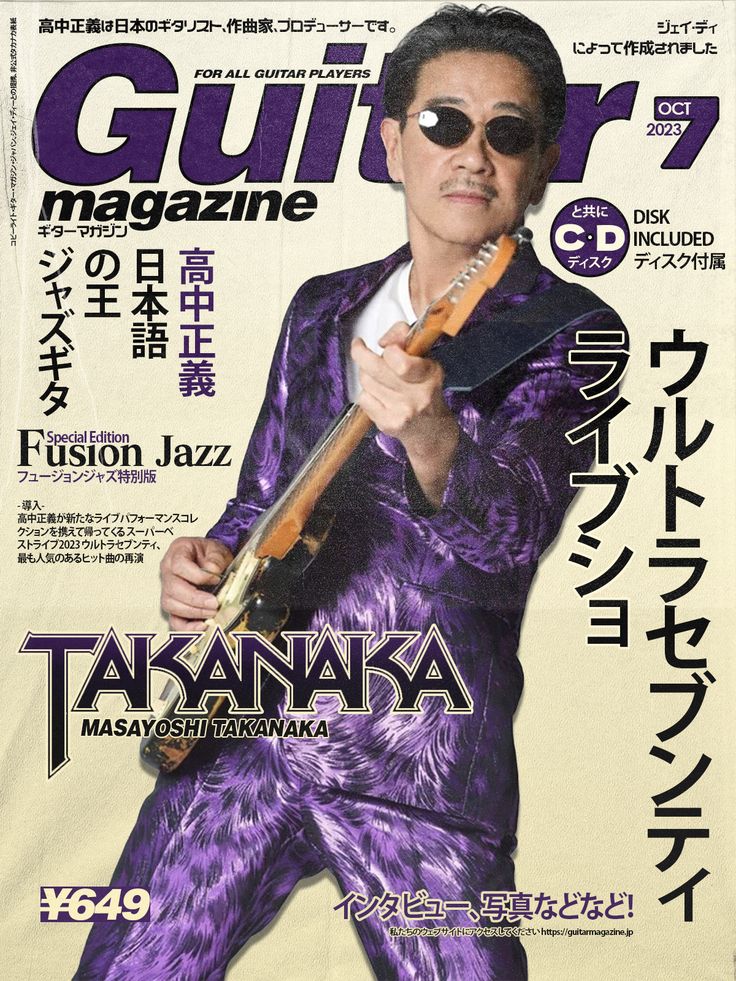 高中正義は日本のギタリスト、作曲家、プロデューサーです。
ジェイ・ディ
によって作成されました
FOR ALL GUITAR PLAYERS
Guitar
OCT
2023
7
magazine
ギターマガジン
と共に
CD
ディスク
DISK
INCLUDED
ディスク付属
高中正義
日本語
の王
ジャズギタ
ウルトラセブンティ
ライブショ
Special Edition
Fusion Jazz
フュージョンジャズ特別版
- 導入-
高中正義が新たなライブパフォーマンスコレ
クションを携えて帰ってくる スーパーベ
ストライブ2023 ウルトラセブンティ、
最も人気のあるヒット曲の再演
TAKANAKA
MASAYOSHI TAKANAKA
¥649
インタビュー、写真などなど!
私たちのウェブサイトにアクセスしてください https://guitarmagazine.jp